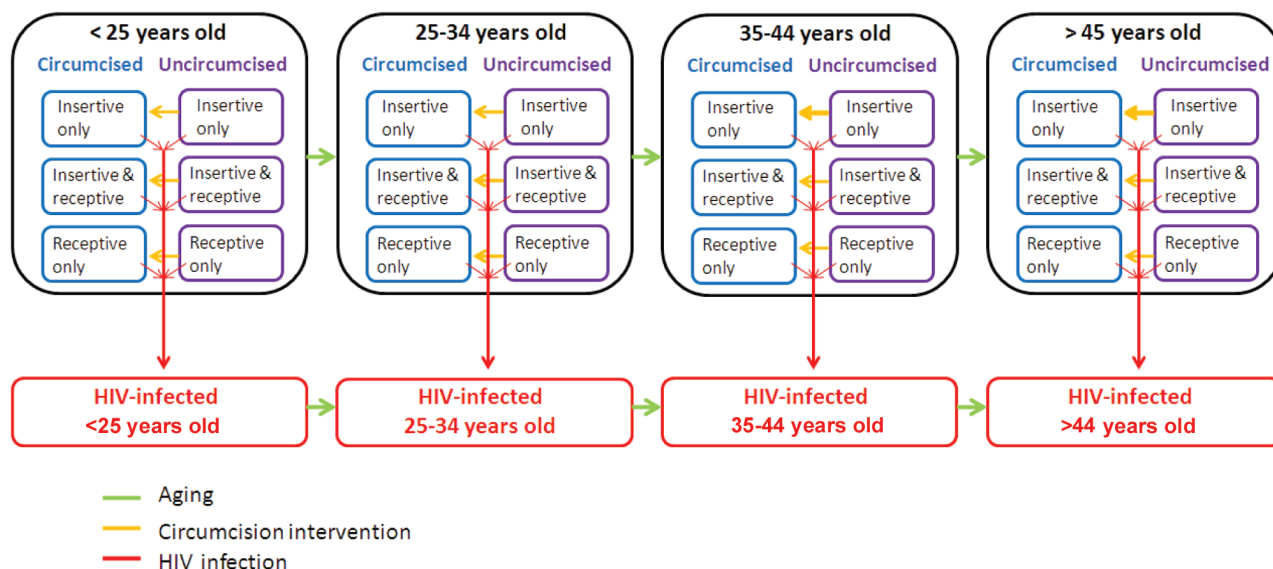 < 25 years old
Circumcised Uncircumcised
Insertive only
Insertive only
Insertive & receptive
Insertive & receptive
Receptive only
Receptive only
25-34 years old
Circumcised Uncircumcised
Insertive only
Insertive only
Insertive & receptive
Insertive & receptive
Receptive only
Receptive only
35-44 years old
Circumcised Uncircumcised
Insertive only
Insertive only
Insertive & receptive
Insertive & receptive
Receptive only
Receptive only
> 45 years old
Circumcised Uncircumcised
Insertive only
Insertive only
Insertive & receptive
Insertive & receptive
Receptive only
Receptive only
HIV-infected
<25 years old
HIV-infected
25-34 years old
HIV-infected
35-44 years old
HIV-infected
>44 years old
Aging
Circumcision intervention
HIV infection